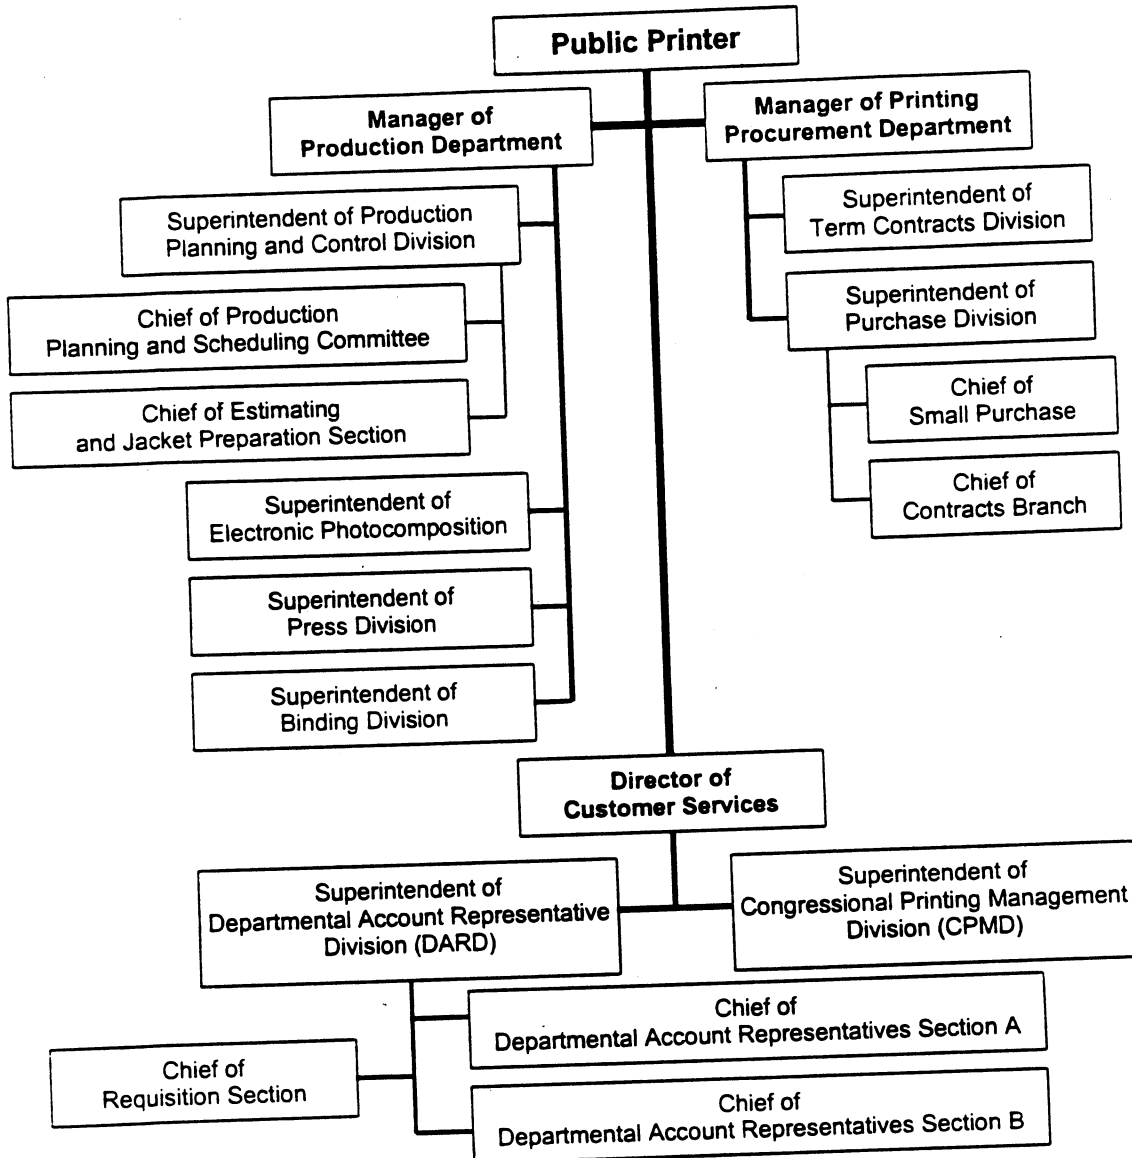 Public Printer
Manager of
Production Department
Manager of Printing
Procurement Department
Superintendent of Production
Planning and Control Division
Chief of Production
Planning and Scheduling Committee
Chief of Estimating
and Jacket Preparation Section
Superintendent of
Electronic Photocomposition
Superintendent of
Press Division
Superintendent of
Binding Division
Superintendent of
Term Contracts Division
Superintendent of
Purchase Division
Chief of
Small Purchase
Chief of
Contracts Branch
Director of
Customer Services
Superintendent of
Departmental Account Representative
Division (DARD)
Superintendent of
Congressional Printing Management
Division (CPMD)
Chief of
Departmental Account Representatives Section A
Chief of
Requisition Section
Chief of
Departmental Account Representatives Section B